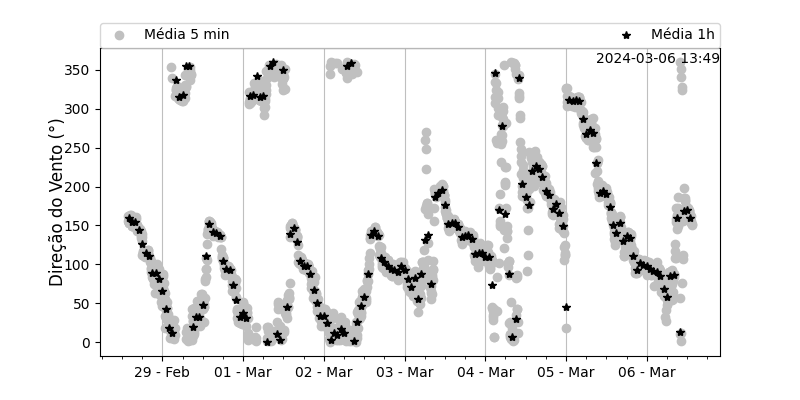 Média 5 min
Média 1h
2024-03-06 13:49
Direção do Vento (°)
350
300
250
200
150
100
50
0
29 - Feb
01 - Mar
02 - Mar
03 - Mar
04 - Mar
05 - Mar
06 - Mar